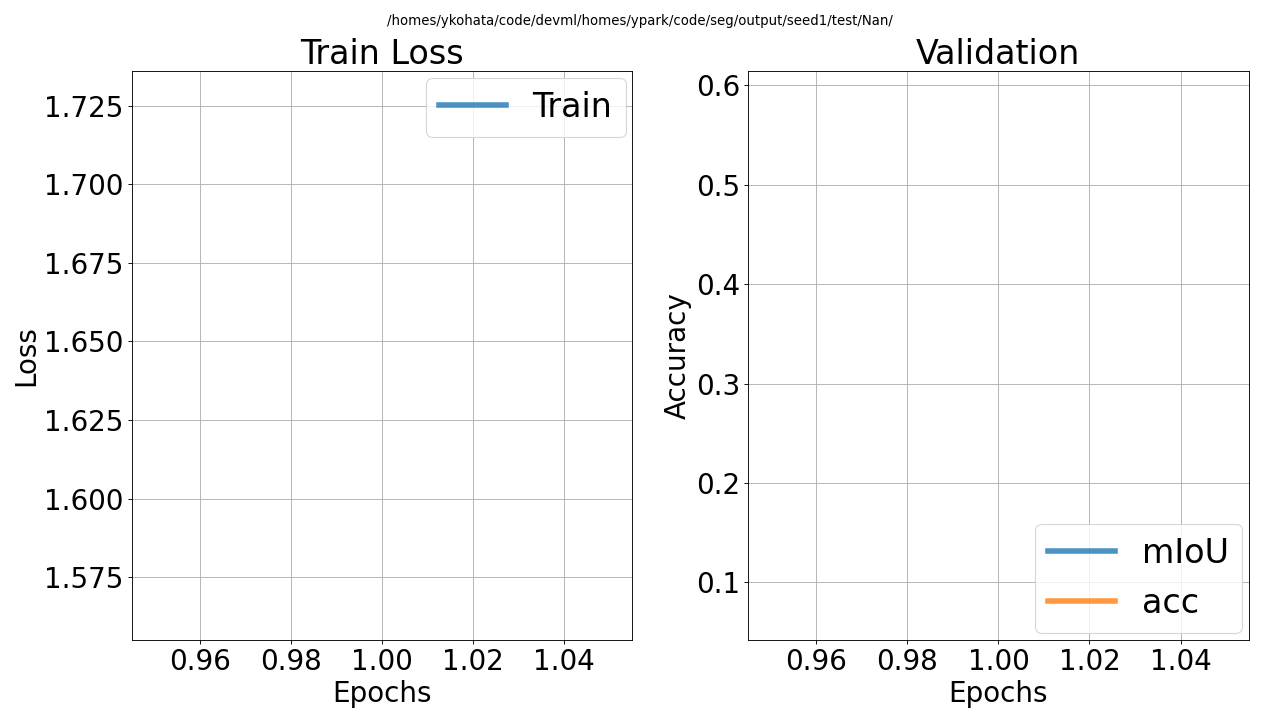 /homes/ykohata/code/devml/homes/ypark/code/seg/output/seed1/test/Nan/
Train Loss
Validation
Train
1.725
1.700
1.675
1.650
1.625
1.600
1.575
Loss
0.96 0.98 1.00 1.02 1.04
Epochs
0.6
0.5
0.4
0.3
0.2
0.1
Accuracy
mIoU
acc
0.96 0.98 1.00 1.02 1.04
Epochs